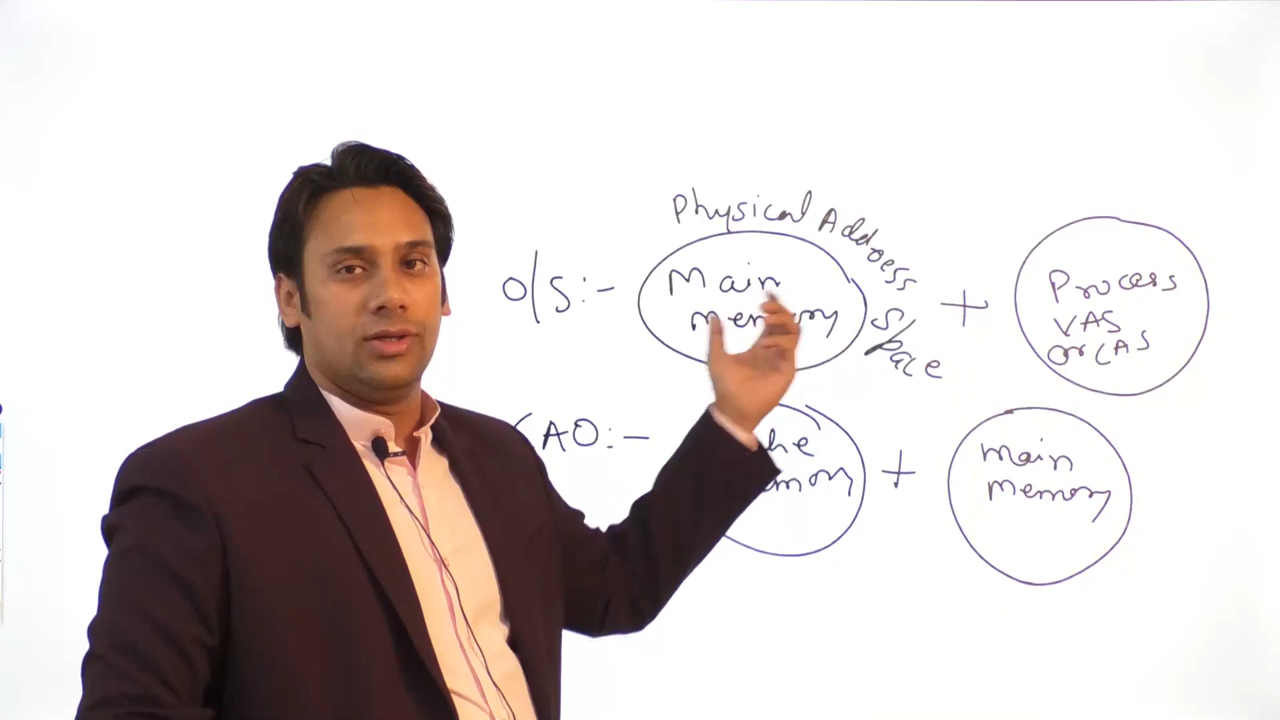 Physical Address Space
O/S:- Main Memory + Process
VAS
or LAS
AO:- + Main
Memory